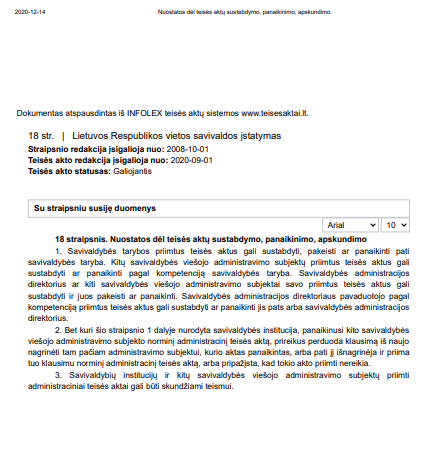 2020-12-14 Nuostatos dėl teisės aktų sustabdymo, panaikinimo, apskundimo.
Dokumentas atspausdintas iš INFOLEX teisės aktų sistemos www.teisesaktai.lt.
18 str. | Lietuvos Respublikos vietos savivaldos įstatymas
Straipsnio redakcija įsigalioja nuo: 2008-10-01
Teisės akto redakcija įsigalioja nuo: 2020-09-01
Teisės akto statusas: Galiojantis
Su straipsniu susiję duomenys
Arial 10
18 straipsnis. Nuostatos dėl teisės aktų sustabdymo, panaikinimo, apskundimo
1. Savivaldybės tarybos priimtus teisės aktus gali sustabdyti, pakeisti ar panaikinti pati
savivaldybės taryba. Kitų savivaldybės viešojo administravimo subjektų priimtus teisės aktus gali
sustabdyti ar panaikinti pagal kompetenciją savivaldybės taryba. Savivaldybės administracijos
direktorius ar kiti savivaldybės viešojo administravimo subjektai savo priimtus teisės aktus gali
sustabdyti ir juos pakeisti ar panaikinti. Savivaldybės administracijos direktoriaus pavaduotojo pagal
kompetenciją priimtus teisės aktus gali sustabdyti ar panaikinti jis pats arba savivaldybės administracijos
direktorius.
2. Bet kuri šio straipsnio 1 dalyje nurodyta savivaldybės institucija, panaikinusi kito savivaldybės
viešojo administravimo subjekto norminį administracinį teisės aktą, prireikus perduoda klausimą iš naujo
nagrinėti tam pačiam administravimo subjektui, kurio aktas panaikintas, arba pati jį išnagrinėja ir priima
tuo klausimu norminį administracinį teisės aktą, arba pripažįsta, kad tokio akto priimti nereikia.
3. Savivaldybių institucijų ir kitų savivaldybės viešojo administravimo subjektų priimti
administraciniai teisės aktai gali būti skundžiami teismui.